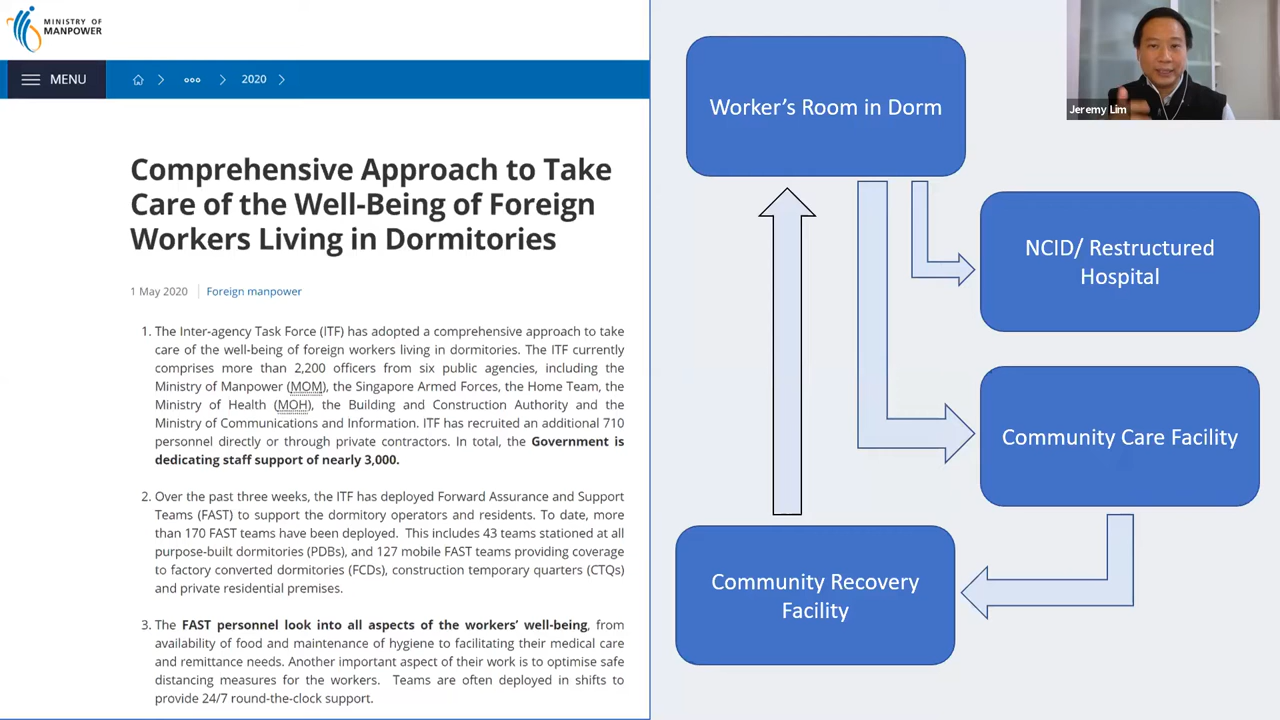 MINISTRY OF
MANPOWER
MENU
2020
Comprehensive Approach to Take
Care of the Well-Being of Foreign
Workers Living in Dormitories
1 May 2020 Foreign manpower
1. The Inter-agency Task Force (ITF) has adopted a comprehensive approach to take
care of the well-being of foreign workers living in dormitories. The ITF currently
comprises more than 2,200 officers from six public agencies, including the
Ministry of Manpower (MOM), the Singapore Armed Forces, the Home Team, the
Ministry of Health (MOH), the Building and Construction Authority and the
Ministry of Communications and Information. ITF has recruited an additional 710
personnel directly or through private contractors. In total, the Government is
dedicating staff support of nearly 3,000.
2. Over the past three weeks, the ITF has deployed Forward Assurance and Support
Teams (FAST) to support the dormitory operators and residents. To date, more
than 170 FAST teams have been deployed. This includes 43 teams stationed at all
purpose-built dormitories (PDBs), and 127 mobile FAST teams providing coverage
to factory converted dormitories (FCDs), construction temporary quarters (CTQs)
and private residential premises.
3. The FAST personnel look into all aspects of the workers' well-being, from
availability of food and maintenance of hygiene to facilitating their medical care
and remittance needs. Another important aspect of their work is to optimise safe
distancing measures for the workers. Teams are often deployed in shifts to
provide 24/7 round-the-clock support.
Worker's Room in Dorm
Jeremy Lim
NCID/ Restructured
Hospital
Community Care Facility
Community Recovery
Facility